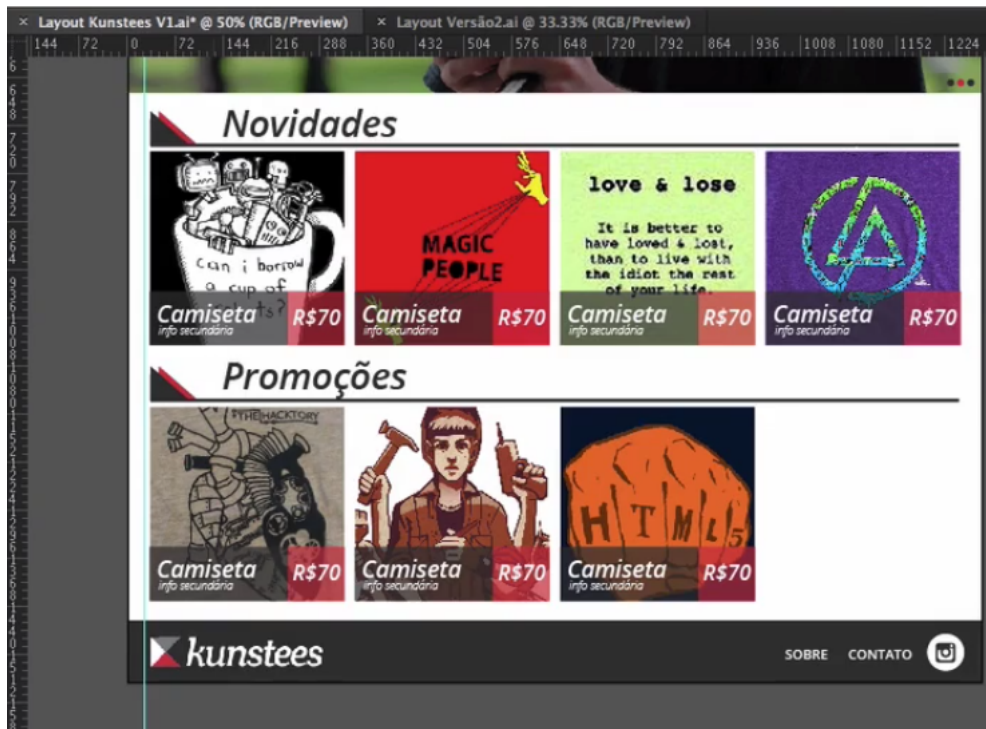 × Layout Kunstees V1.ai* @ 50% (RGB/Preview) × Layout Versão2.ai @ 33.33% (RGB/Preview)
144 72 0 72 144 216 288 360 432 504 576 648 720 792 864 936 1008 1080 1152 1224
Novidades
can i borrow
a cup of
MAGIC
PEOPLE
love & lose
It is better to
have loved & lost,
than to live with
the idiot the rest
of your life.
Camiseta
info secundária
R$70
Camiseta
info secundária
R$70
Camiseta
info secundária
R$70
Camiseta
info secundária
R$70
Promoções
THE HACKTORY
HTML5
Camiseta
info secundária
R$70
Camiseta
info secundária
R$70
Camiseta
info secundária
R$70
kunstees
SOBRE CONTATO